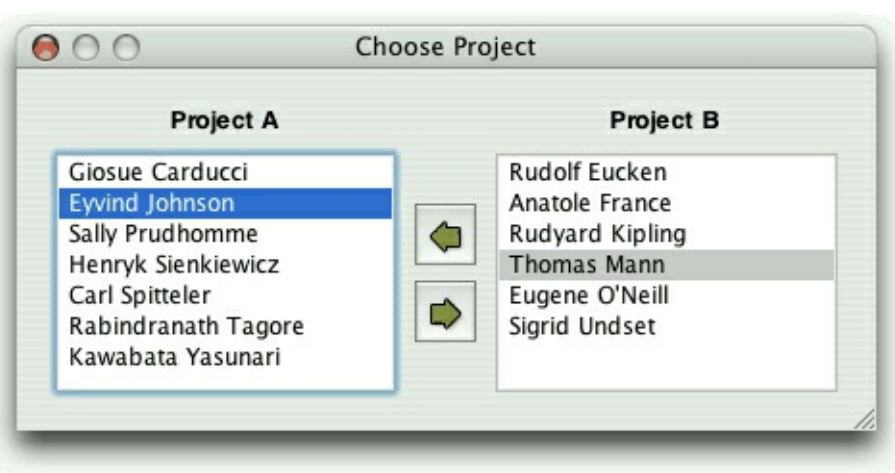 Choose Project
Project A
Giosue Carducci
Eyvind Johnson
Sally Prudhomme
Henryk Sienkiewicz
Carl Spitteler
Rabindranath Tagore
Kawabata Yasunari
Project B
Rudolf Eucken
Anatole France
Rudyard Kipling
Thomas Mann
Eugene O'Neill
Sigrid Undset